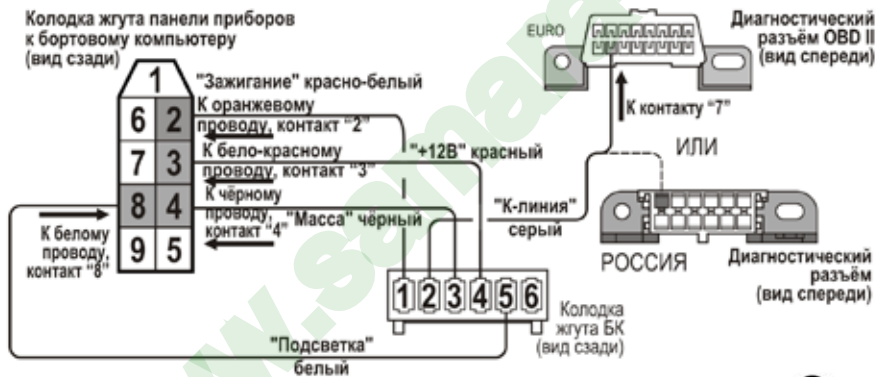 Колодка жгута панели приборов
к бортовому компьютеру
(вид сзади)
1
6 2
7 3
8 4
9 5
"Зажигание" красно-белый
К оранжевому
проводу, контакт "2"
К бело-красному
проводу, контакт "3"
К чёрному
проводу,
контакт "4"
"+12В" красный
"Масса" чёрный
К белому
проводу,
контакт "8"
"К-линия"
серый
EURO
Диагностический
разъём OBD II
(вид спереди)
К контакту "7"
ИЛИ
РОССИЯ
Диагностический
разъём
(вид спереди)
1 2 3 4 5 6
Колодка
жгута БК
(вид сзади)
"Подсветка"
белый